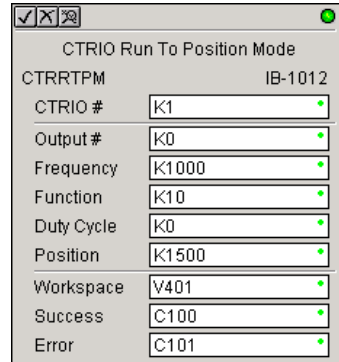 CTRIO Run To Position Mode
CTRRTPM IB-1012
CTRIO # K1
Output # K0
Frequency K1000
Function K10
Duty Cycle K0
Position K1500
Workspace V401
Success C100
Error C101